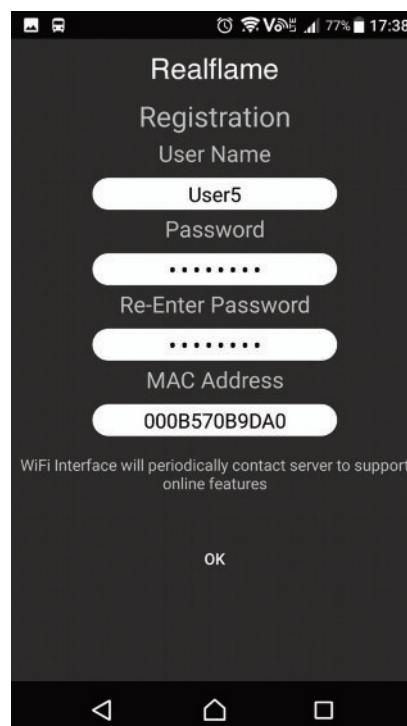 77% 17:38
Realflame
Registration
User Name
User5
Password
••••••••
Re-Enter Password
••••••••
MAC Address
000B570B9DA0
WiFi Interface will periodically contact server to support
online features
OK